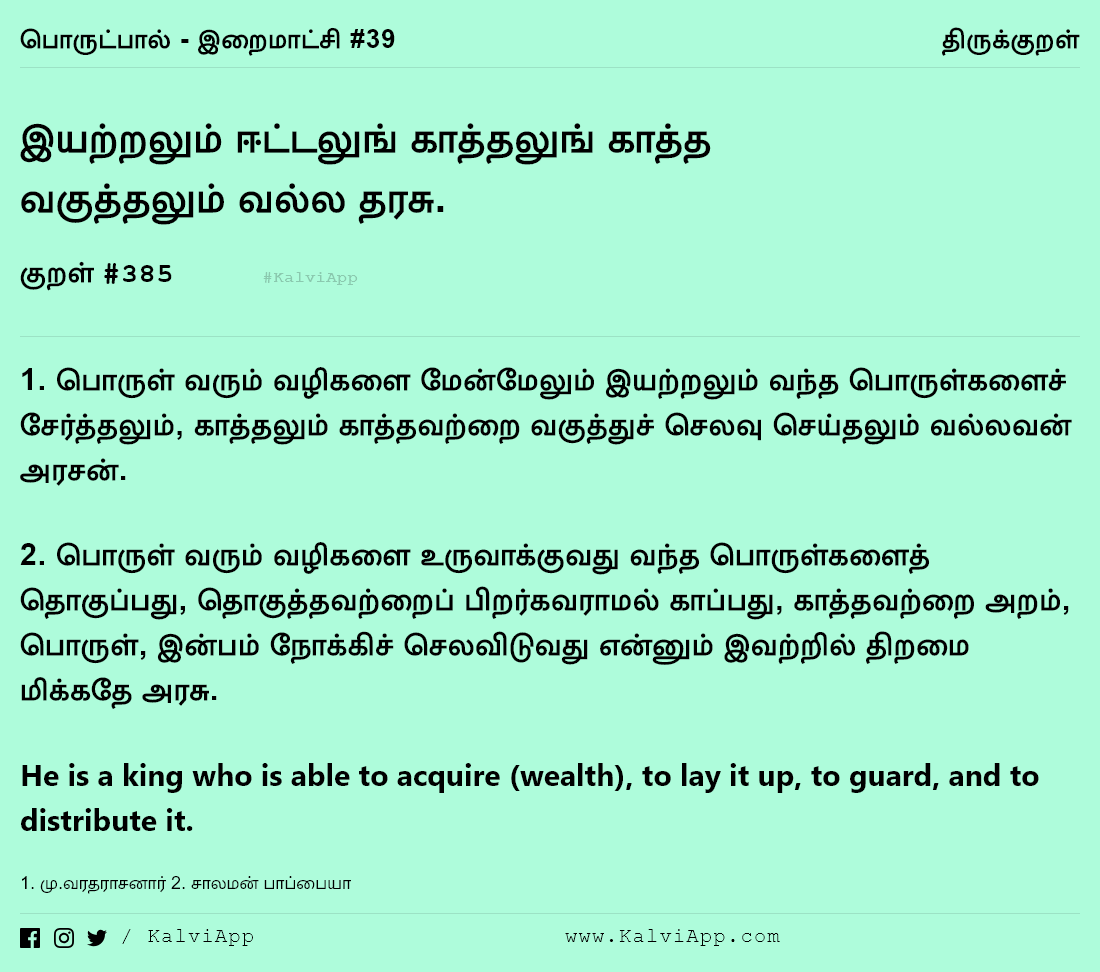 பொருட்பால் - இறைமாட்சி #39 திருக்குறள்
இயற்றலும் ஈட்டலுங் காத்தலுங் காத்த
வகுத்தலும் வல்ல தரசு.
குறள் #385 #KalviApp
1. பொருள் வரும் வழிகளை மேன்மேலும் இயற்றலும் வந்த பொருள்களைச்
சேர்த்தலும், காத்தலும் காத்தவற்றை வகுத்துச் செலவு செய்தலும் வல்லவன்
அரசன்.
2. பொருள் வரும் வழிகளை உருவாக்குவது வந்த பொருள்களைத்
தொகுப்பது, தொகுத்தவற்றைப் பிறர்கவராமல் காப்பது, காத்தவற்றை அறம்,
பொருள், இன்பம் நோக்கிச் செலவிடுவது என்னும் இவற்றில் திறமை
மிக்கதே அரசு.
He is a king who is able to acquire (wealth), to lay it up, to guard, and to
distribute it.
1. மு.வரதராசனார் 2. சாலமன் பாப்பையா
/ KalviApp www.KalviApp.com